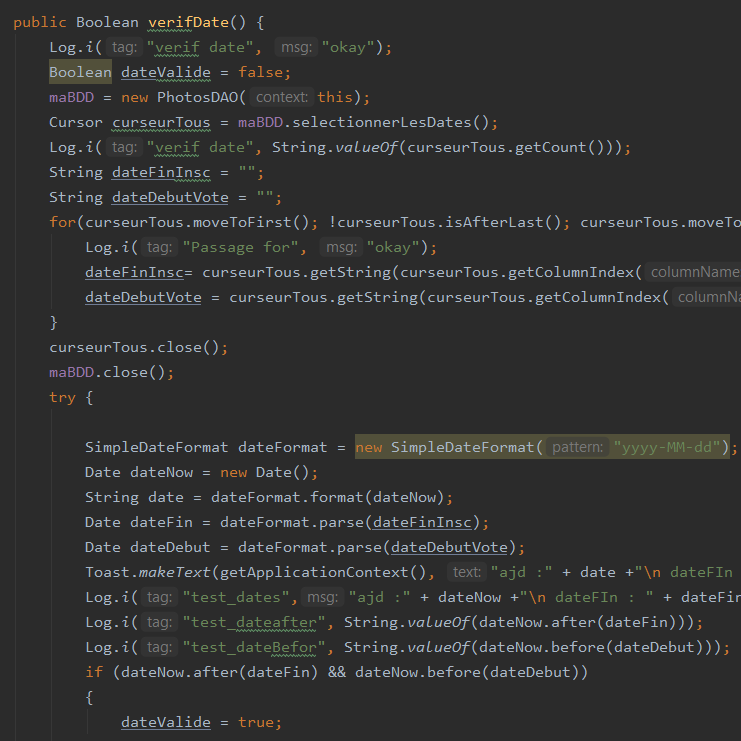 public Boolean verifDate() {
Log.i( tag: "verif date", msg: "okay");
Boolean dateValide = false;
maBDD = new PhotosDAO( context: this);
Cursor curseurTous = maBDD.selectionnerLesDates();
Log.i( tag: "verif date", String.valueOf(curseurTous.getCount()));
String dateFinInsc = "";
String dateDebutVote = "";
for(curseurTous.moveToFirst(); !curseurTous.isAfterLast(); curseurTous.moveTo
Log.i( tag: "Passage for", msg: "okay");
dateFinInsc= curseurTous.getString(curseurTous.getColumnIndex( columnName
dateDebutVote = curseurTous.getString(curseurTous.getColumnIndex( columnNa
}
curseurTous.close();
maBDD.close();
try {
SimpleDateFormat dateFormat = new SimpleDateFormat( pattern: "yyyy-MM-dd");
Date dateNow = new Date();
String date = dateFormat.format(dateNow);
Date dateFin = dateFormat.parse(dateFinInsc);
Date dateDebut = dateFormat.parse(dateDebutVote);
Toast.makeText(getApplicationContext(), text: "ajd :" + date +"\n dateFIn
Log.i( tag: "test_dates", msg: "ajd :" + dateNow +"\n dateFIn : " + dateFin
Log.i( tag: "test_dateafter", String.valueOf(dateNow.after(dateFin)));
Log.i( tag: "test_dateBefor", String.valueOf(dateNow.before(dateDebut)));
if (dateNow.after(dateFin) && dateNow.before(dateDebut))
{
dateValide = true;